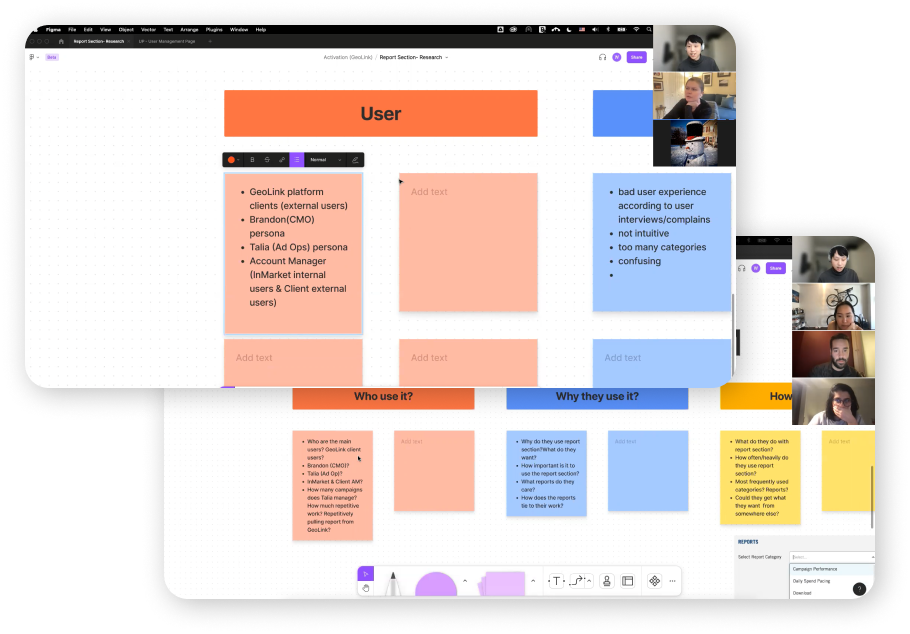 Figma File Edit View Object Vector Text Arrange Plugins Window Help
Report Section- Research
UP - User Management Page
Beta
Activation (GeoLink) / Report Section- Research
Share
User
Normal
GeoLink platform
clients (external users)
Brandon(CMO)
persona
Talia (Ad Ops) persona
Account Manager
(InMarket internal
users & Client external
users)
Add text
bad user experience
according to user
interviews/complains
not intuitive
too many categories
confusing
Add text
Add text
Add text
Share
Who use it?
Why they use it?
How
Who are the main
users? GeoLink client
users?
Brandon (CMO)?
Talia (Ad Op)?
InMarket & Client AM?
How many campaigns
does Talia manage?
How much repetitive
work? Repetitively
pulling report from
GeoLink?
Add text
Why do they use report
section?What do they
want?
How important is it to
use the report section?
What reports do they
care?
How does the reports
tie to their work?
Add text
What do they do with
report section?
How often/heavily do
they use report
section?
Most frequently used
categories? Reports?
Could they get what
they want from
somewhere else?
Add text
REPORTS
Select Report Category
Select...
Campaign Performance
Daily Spend Pacing
Download
T
?